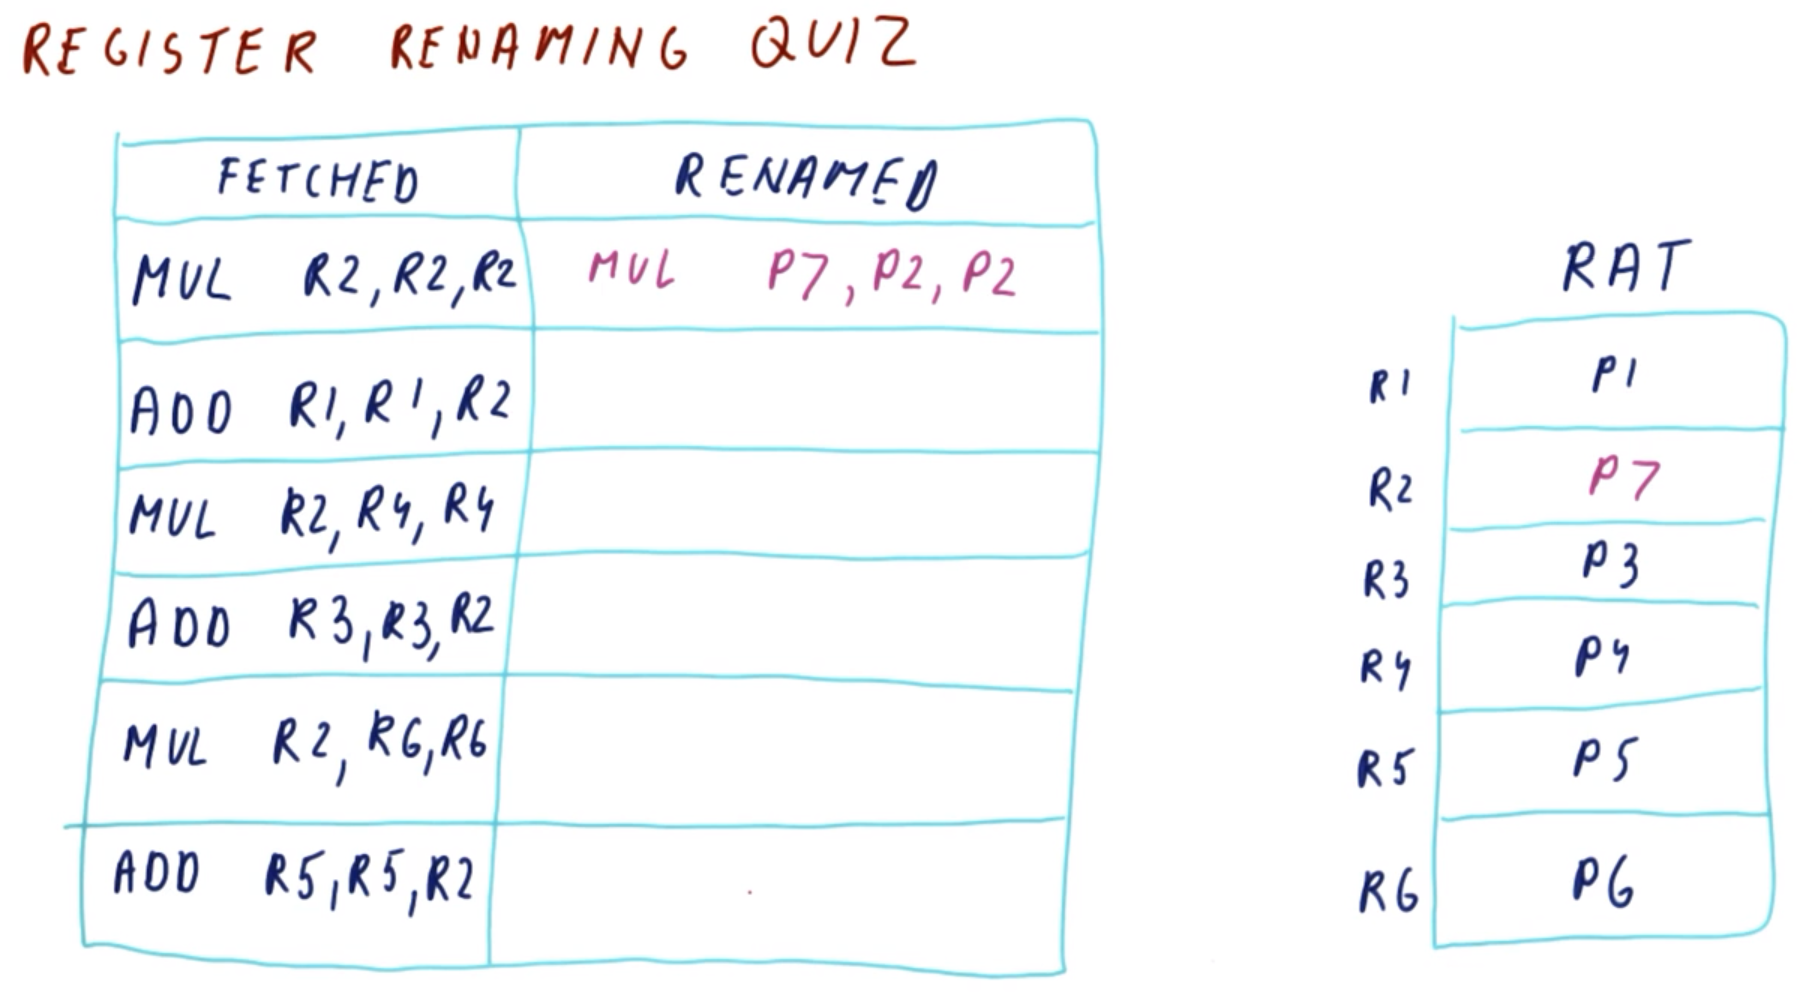 REGISTER RENAMING QUIZ
FETCHED RENAMED
MUL R2,R2,R2 MUL P7,P2,P2
ADD R1,R1,R2
MUL R2,R4,R4
ADD R3,R3,R2
MUL R2,R6,R6
ADD R5,R5,R2
RAT
R1 P1
R2 P7
R3 P3
R4 P4
R5 P5
R6 P6